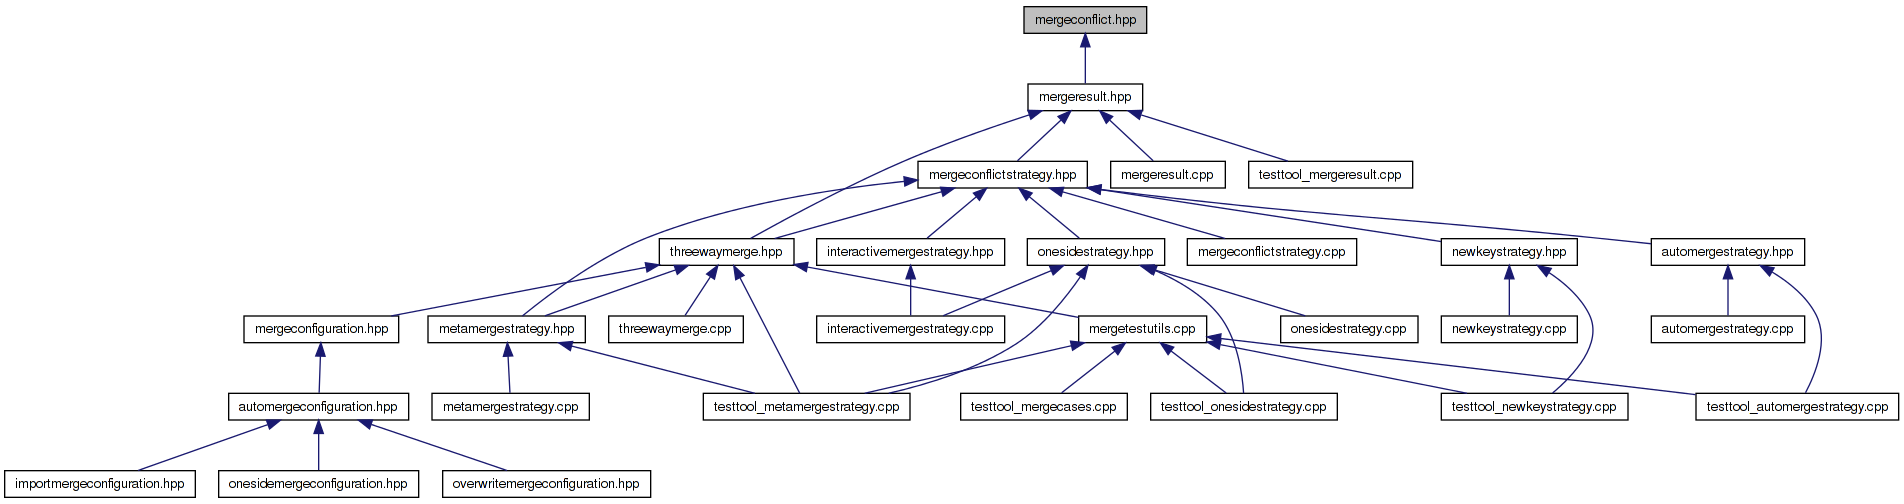 mergeconflict.hpp
mergeresult.hpp
mergeconflictstrategy.hpp
mergeresult.cpp
testtool_mergeresult.cpp
threewaymerge.hpp
interactivemergestrategy.hpp
onesidestrategy.hpp
mergeconflictstrategy.cpp
newkeystrategy.hpp
automergestrategy.hpp
mergeconfiguration.hpp
metamergestrategy.hpp
threewaymerge.cpp
interactivemergestrategy.cpp
mergetestutils.cpp
onesidestrategy.cpp
newkeystrategy.cpp
automergestrategy.cpp
automergeconfiguration.hpp
metamergestrategy.cpp
testtool_metamergestrategy.cpp
testtool_mergecases.cpp
testtool_onesidestrategy.cpp
testtool_newkeystrategy.cpp
testtool_automergestrategy.cpp
importmergeconfiguration.hpp
onesidemergeconfiguration.hpp
overwritemergeconfiguration.hpp